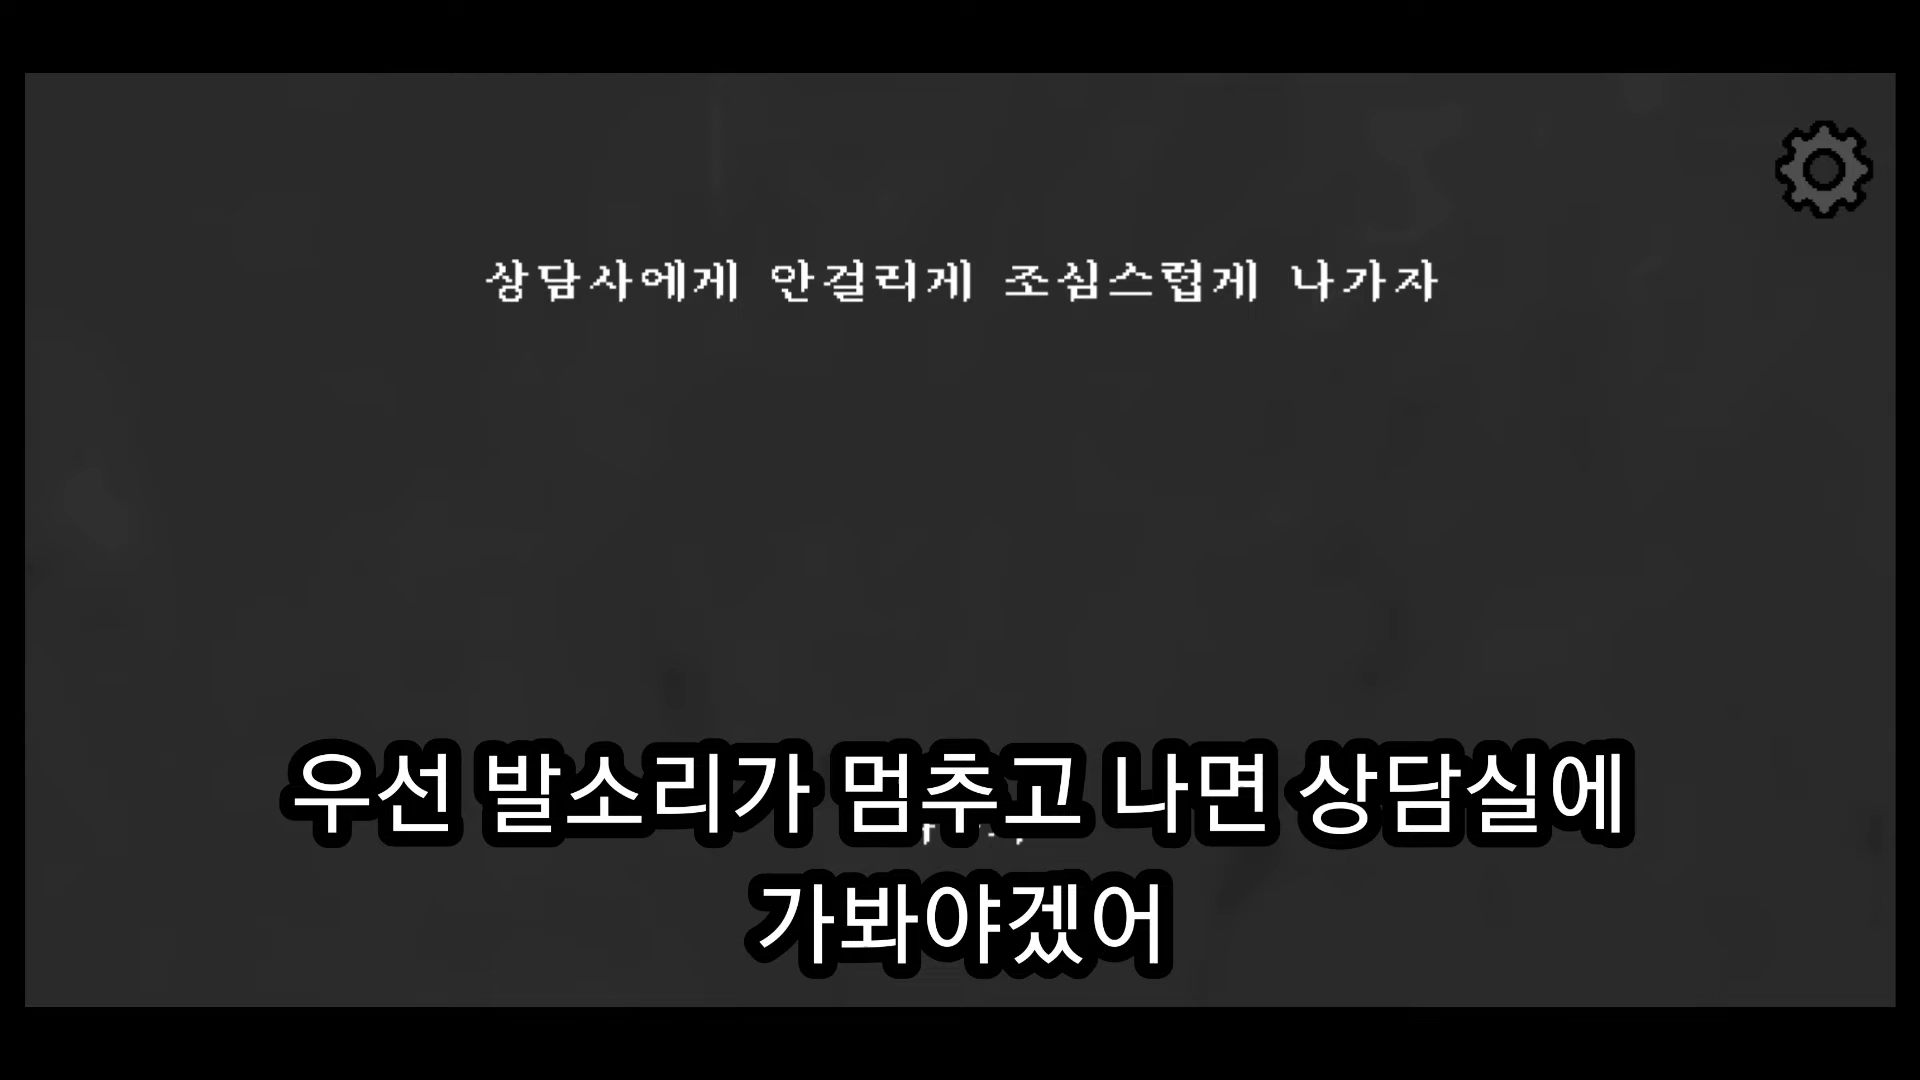 상담사에게 안걸리게 조심스럽게 나가자
우선 발소리가 멈추고 나면 상담실에
가봐야겠어